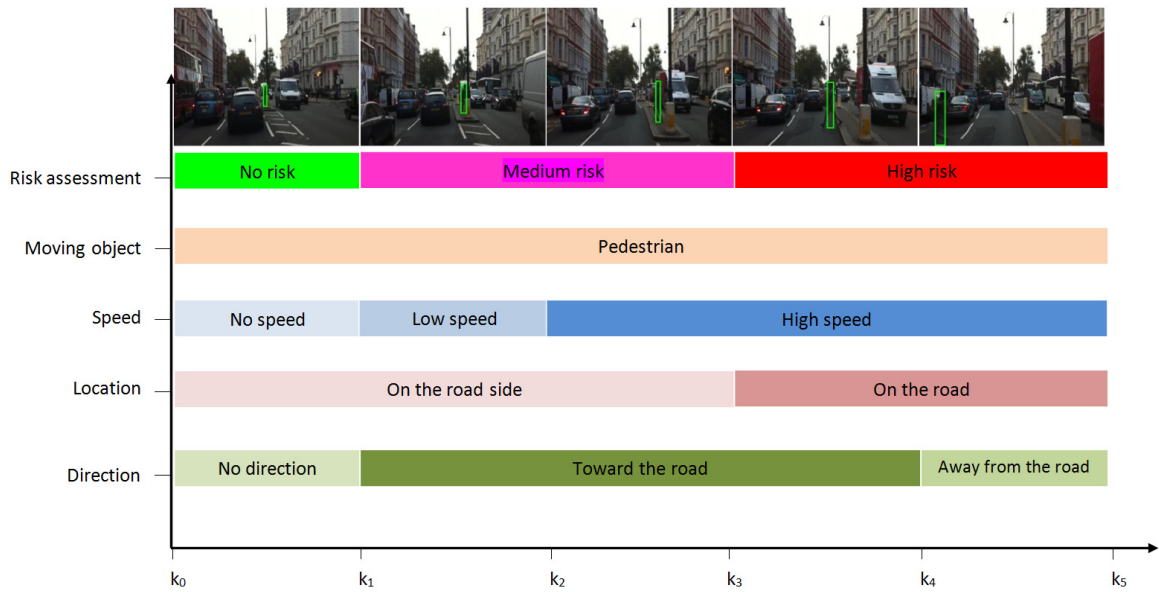 Risk assessment No risk Medium risk High risk
Moving object Pedestrian
Speed No speed Low speed High speed
Location On the road side On the road
Direction No direction Toward the road Away from the road
k₀ k₁ k₂ k₃ k₄ k₅